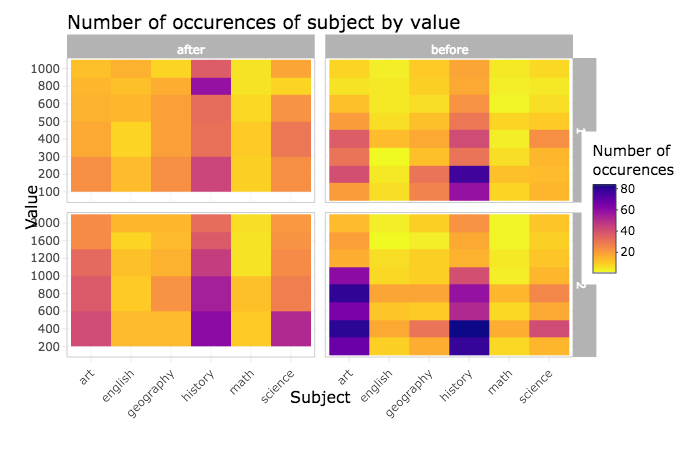 Number of occurences of subject by value
after
before
1000
800
600
500
400
300
200
100
1
2000
1600
1200
1000
800
600
400
200
2
Value
art
english
geography
history
math
science
art
english
geography
history
math
science
Subject
Number of
occurences
80
60
40
20